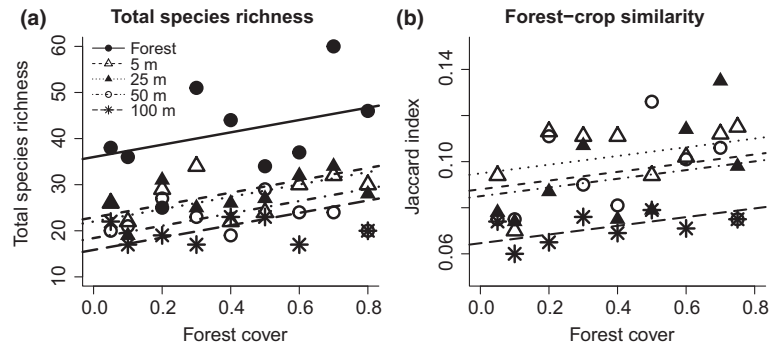 (a) Total species richness
Total species richness
60
50
40
30
20
10
Forest
5 m
25 m
50 m
100 m
0.0 0.2 0.4 0.6 0.8
Forest cover
(b) Forest−crop similarity
Jaccard index
0.14
0.10
0.06
0.0 0.2 0.4 0.6 0.8
Forest cover